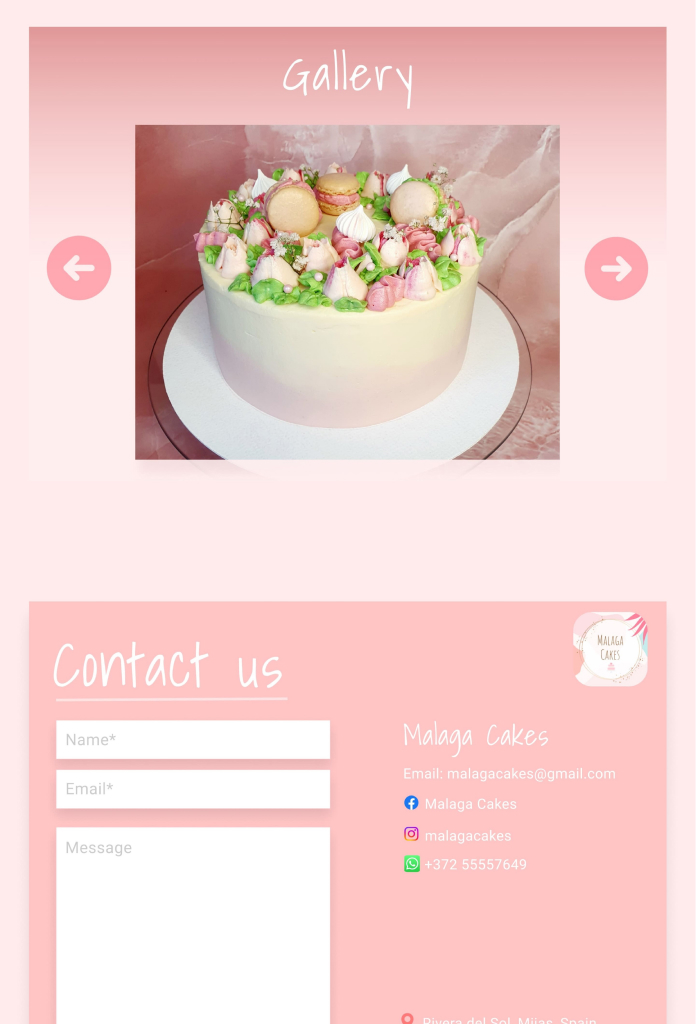 Gallery
Contact us
MALAGA
CAKES
Name*
Email*
Message
Malaga Cakes
Email: malagacakes@gmail.com
Malaga Cakes
malagacakes
+372 55557649
Rivera del Sol, Mijas, Spain